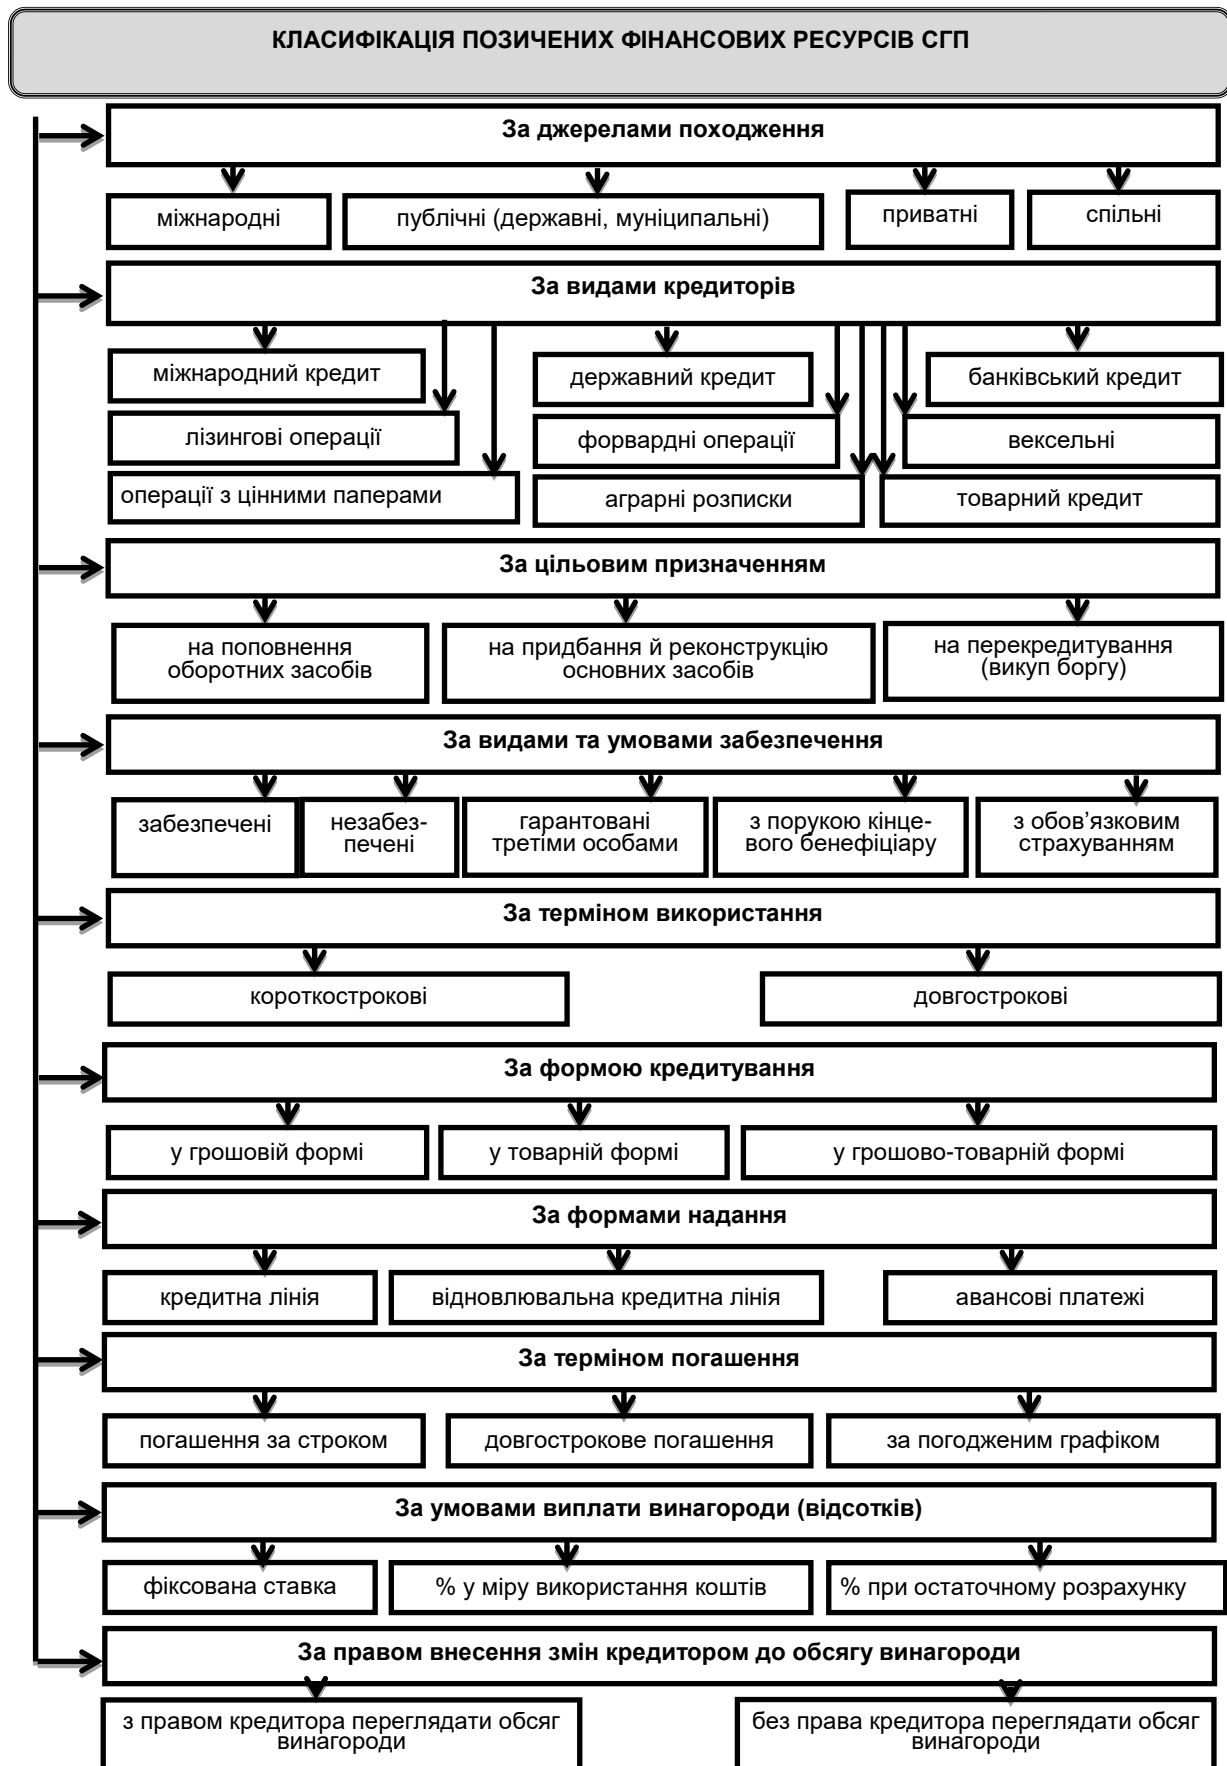 КЛАСИФІКАЦІЯ ПОЗИЧЕНИХ ФІНАНСОВИХ РЕСУРСІВ СГП
За джерелами походження
міжнародні
публічні (державні, муніципальні)
приватні
спільні
За видами кредиторів
міжнародний кредит
державний кредит
банківський кредит
лізингові операції
форвардні операції
вексельні
операції з цінними паперами
аграрні розписки
товарний кредит
За цільовим призначенням
на поповнення
оборотних засобів
на придбання й реконструкцію
основних засобів
на перекредитування
(викуп боргу)
За видами та умовами забезпечення
забезпечені
незабез-
печені
гарантовані
третіми особами
з порукою кінце-
вого бенефіціару
з обов’язковим
страхуванням
За терміном використання
короткострокові
довгострокові
За формою кредитування
у грошовій формі
у товарній формі
у грошово-товарній формі
За формами надання
кредитна лінія
відновлювальна кредитна лінія
авансові платежі
За терміном погашення
погашення за строком
довгострокове погашення
за погодженим графіком
За умовами виплати винагороди (відсотків)
фіксована ставка
% у міру використання коштів
% при остаточному розрахунку
За правом внесення змін кредитором до обсягу винагороди
з правом кредитора переглядати обсяг
винагороди
без права кредитора переглядати обсяг
винагороди